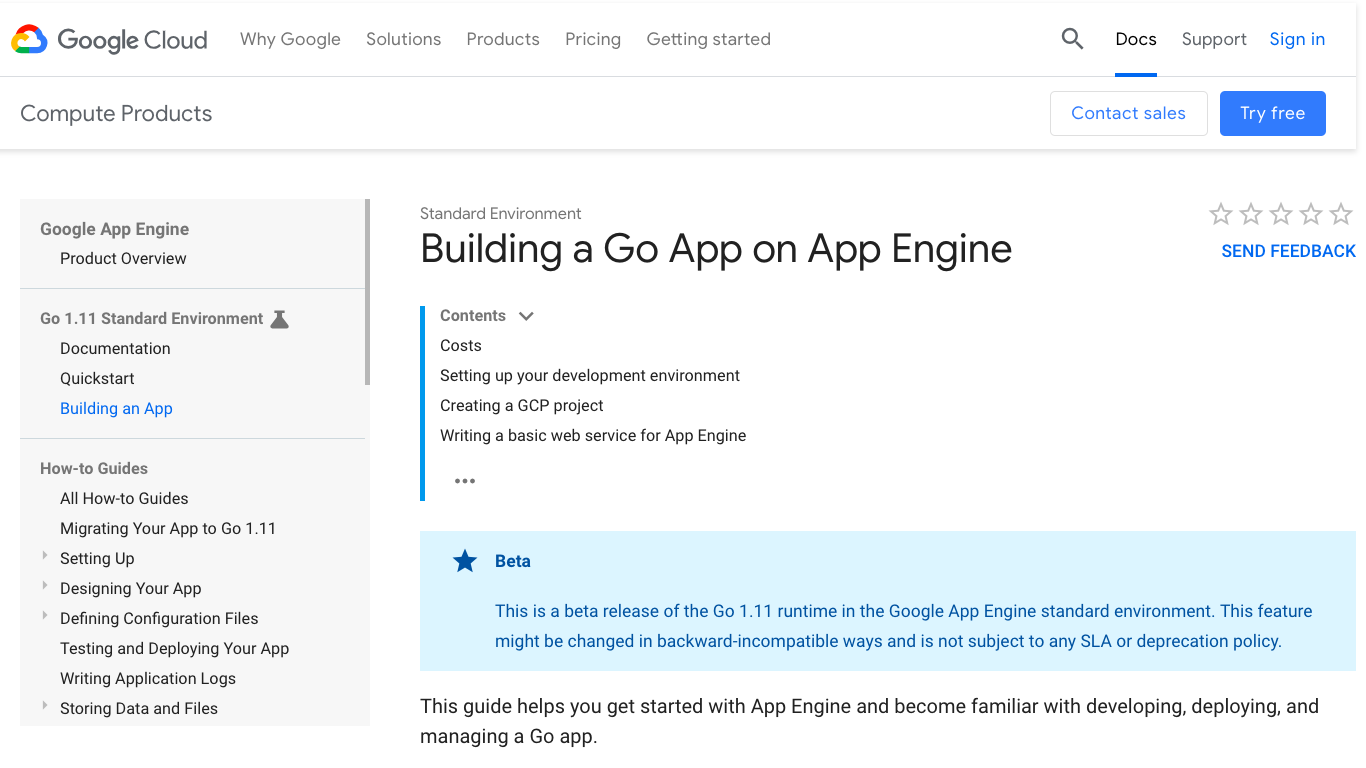 Google Cloud Why Google Solutions Products Pricing Getting started Docs Support Sign in
Compute Products Contact sales Try free
Google App Engine
Product Overview
Go 1.11 Standard Environment
Documentation
Quickstart
Building an App
How-to Guides
All How-to Guides
Migrating Your App to Go 1.11
Setting Up
Designing Your App
Defining Configuration Files
Testing and Deploying Your App
Writing Application Logs
Storing Data and Files
Standard Environment
Building a Go App on App Engine
SEND FEEDBACK
Contents
Costs
Setting up your development environment
Creating a GCP project
Writing a basic web service for App Engine
Beta
This is a beta release of the Go 1.11 runtime in the Google App Engine standard environment. This feature
might be changed in backward-incompatible ways and is not subject to any SLA or deprecation policy.
This guide helps you get started with App Engine and become familiar with developing, deploying, and
managing a Go app.